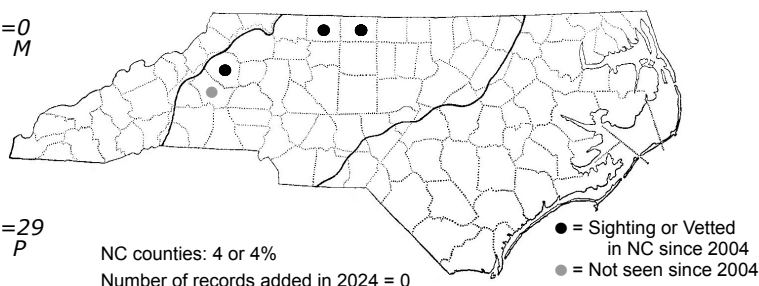 =0
M
=29
P
NC counties: 4 or 4%
Number of records added in 2024 = 0
● = Sighting or Vetted
in NC since 2004
● = Not seen since 2004